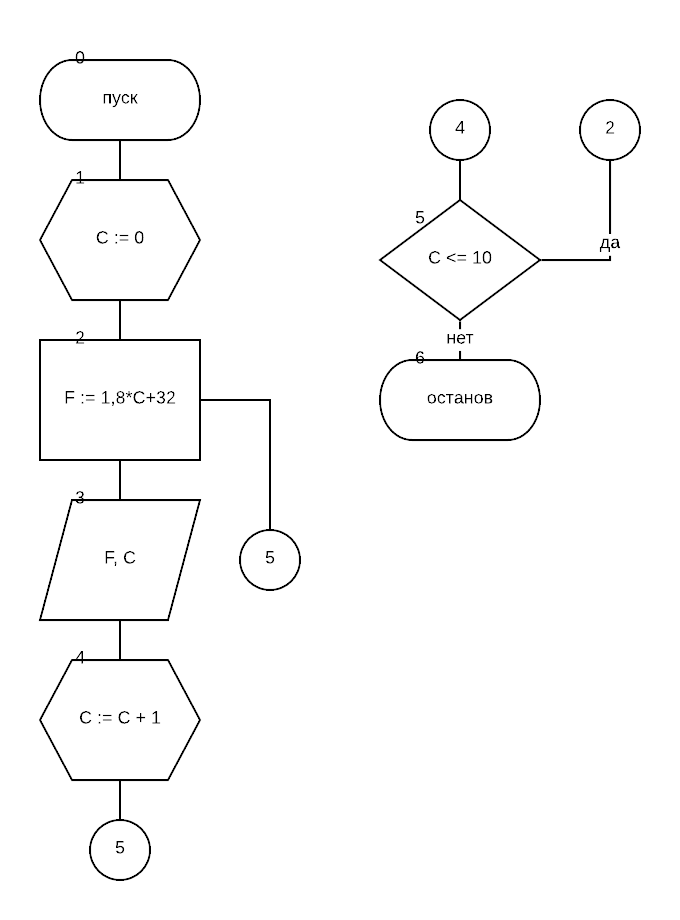 0
пуск
1
C := 0
2
F := 1,8*C+32
3
F, C
5
4
C := C + 1
5
4
2
5
C <= 10
да
нет
6
останов